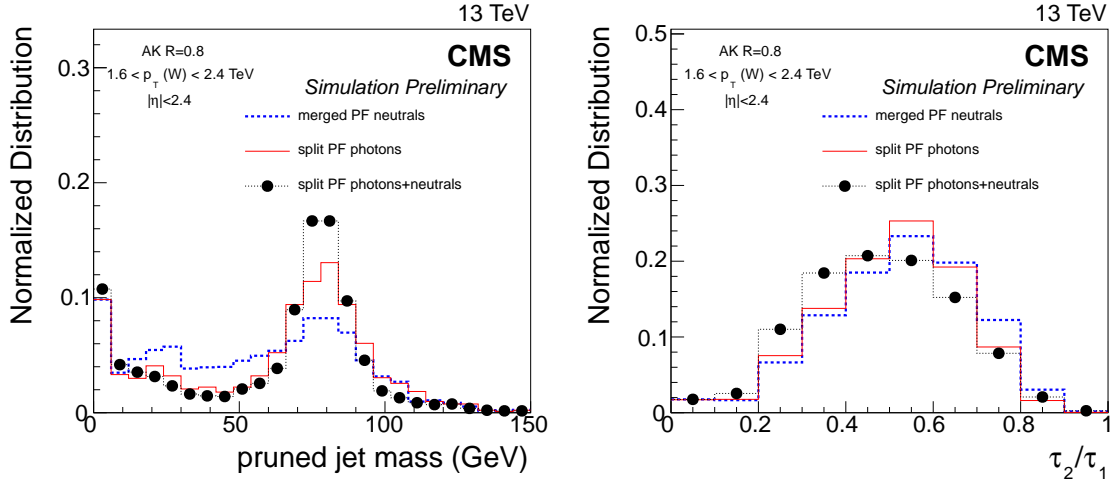 13 TeV
CMS
Simulation Preliminary
AK R=0.8
1.6 < p_T (W) < 2.4 TeV
|η|<2.4
merged PF neutrals
split PF photons
split PF photons+neutrals
Normalized Distribution
0.3
0.2
0.1
0
0
50
100
150
pruned jet mass (GeV)
13 TeV
CMS
Simulation Preliminary
AK R=0.8
1.6 < p_T (W) < 2.4 TeV
|η|<2.4
merged PF neutrals
split PF photons
split PF photons+neutrals
Normalized Distribution
0.5
0.4
0.3
0.2
0.1
0
0
0.2
0.4
0.6
0.8
1
τ_2/τ_1